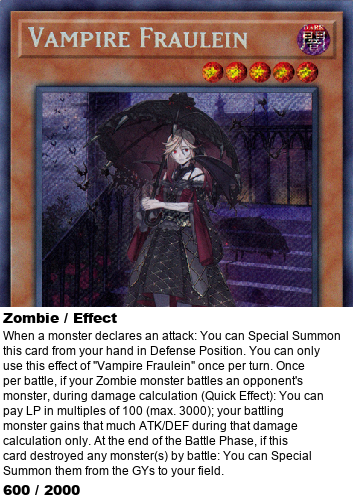 VAMPIRE FRAULEIN
DARK
闇
Zombie / Effect
When a monster declares an attack: You can Special Summon
this card from your hand in Defense Position. You can only
use this effect of "Vampire Fraulein" once per turn. Once
per battle, if your Zombie monster battles an opponent's
monster, during damage calculation (Quick Effect): You can
pay LP in multiples of 100 (max. 3000); your battling
monster gains that much ATK/DEF during that damage
calculation only. At the end of the Battle Phase, if this
card destroyed any monster(s) by battle: You can Special
Summon them from the GYs to your field.
600 / 2000